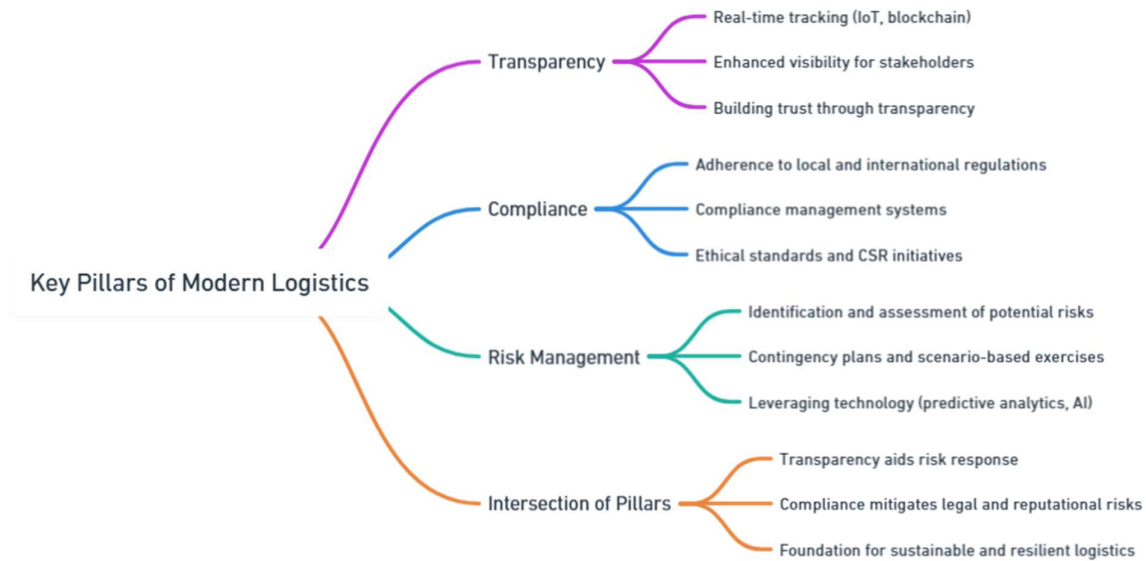 Key Pillars of Modern Logistics
Transparency
Real-time tracking (IoT, blockchain)
Enhanced visibility for stakeholders
Building trust through transparency
Compliance
Adherence to local and international regulations
Compliance management systems
Ethical standards and CSR initiatives
Risk Management
Identification and assessment of potential risks
Contingency plans and scenario-based exercises
Leveraging technology (predictive analytics, AI)
Intersection of Pillars
Transparency aids risk response
Compliance mitigates legal and reputational risks
Foundation for sustainable and resilient logistics